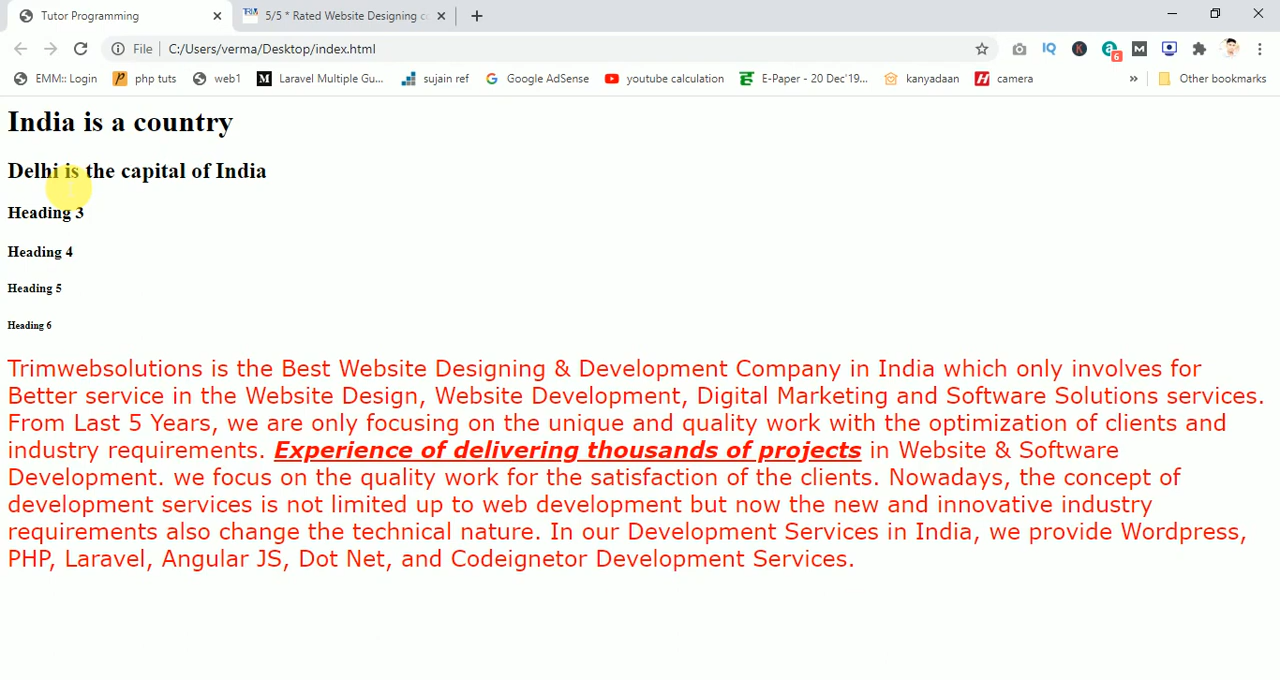 Tutor Programming
5/5 * Rated Website Designing c
File C:/Users/verma/Desktop/index.html
IQ K a 6 M
EMM:: Login php tuts web1 Laravel Multiple Gu... sujain ref Google AdSense youtube calculation E-Paper - 20 Dec'19... kanyadaan camera » Other bookmarks
India is a country
Delhi is the capital of India
Heading 3
Heading 4
Heading 5
Heading 6
Trimwebsolutions is the Best Website Designing & Development Company in India which only involves for
Better service in the Website Design, Website Development, Digital Marketing and Software Solutions services.
From Last 5 Years, we are only focusing on the unique and quality work with the optimization of clients and
industry requirements. Experience of delivering thousands of projects in Website & Software
Development. we focus on the quality work for the satisfaction of the clients. Nowadays, the concept of
development services is not limited up to web development but now the new and innovative industry
requirements also change the technical nature. In our Development Services in India, we provide Wordpress,
PHP, Laravel, Angular JS, Dot Net, and Codeignetor Development Services.